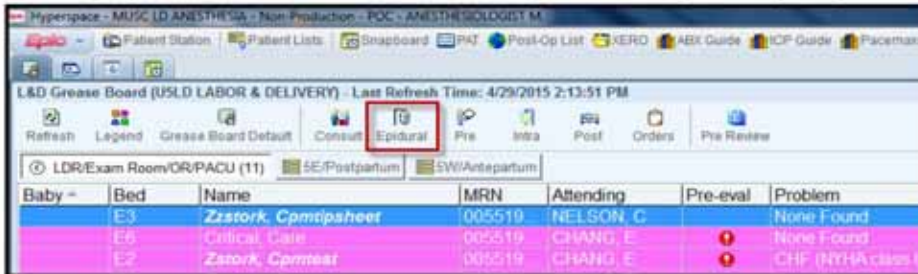 Hyperspace - MUSC LD ANESTHESIA - Non-Production - POC - ANESTHESIOLOGIST M.
Epic Patient Station Patient Lists Snapboard PAT Post-Op List XERO ABX Guide ICP Guide Pacemak
L&D Grease Board (USLD LABOR & DELIVERY) - Last Refresh Time: 4/29/2015 2:13:51 PM
Refresh Legend Grease Board Default Consult Epidural Pre Intra Post Orders Pre Review
LDR/Exam Room/OR/PACU (11) 5E/Postpartum 5W/Antepartum
Baby Bed Name MRN Attending Pre-eval Problem
E3 Zzstork, Cpmtipsheet 005519 NELSON, C None Found
E6 Critical, Care 005519 CHANG, E None Found
E2 Zstork, Cpmtest 005519 CHANG, E CHF (NYHA class